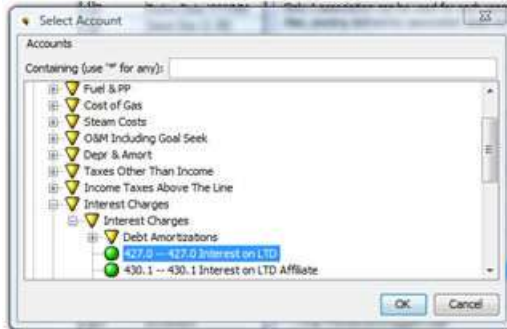 Select Account
Accounts
Containing (use "*" for any):
Fuel & PP
Cost of Gas
Steam Costs
O&M Including Goal Seek
Depr & Amort
Taxes Other Than Income
Income Taxes Above The Line
Interest Charges
Interest Charges
Debt Amortizations
427.0 -- 427.0 Interest on LTD
430.1 -- 430.1 Interest on LTD Affiliate
OK Cancel